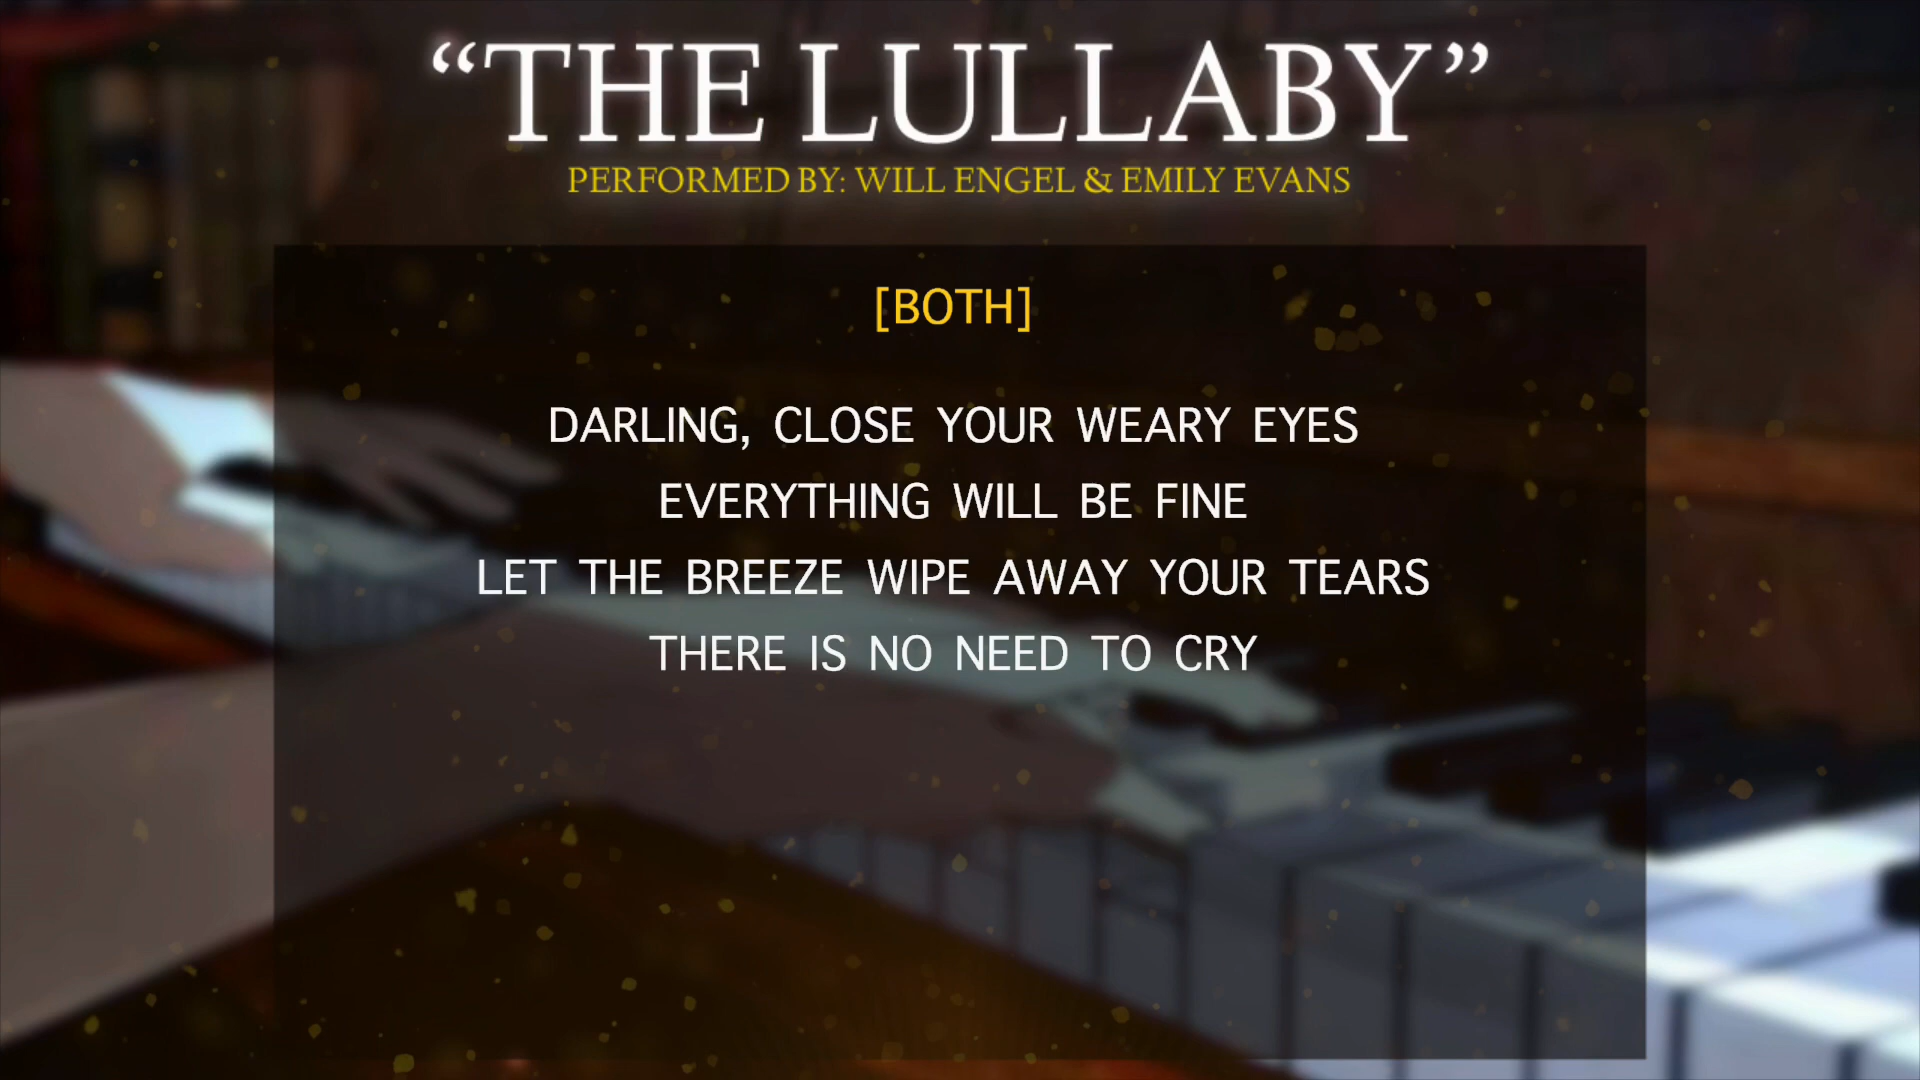 “THE LULLABY”
PERFORMED BY: WILL ENGEL & EMILY EVANS
[BOTH]
DARLING, CLOSE YOUR WEARY EYES
EVERYTHING WILL BE FINE
LET THE BREEZE WIPE AWAY YOUR TEARS
THERE IS NO NEED TO CRY